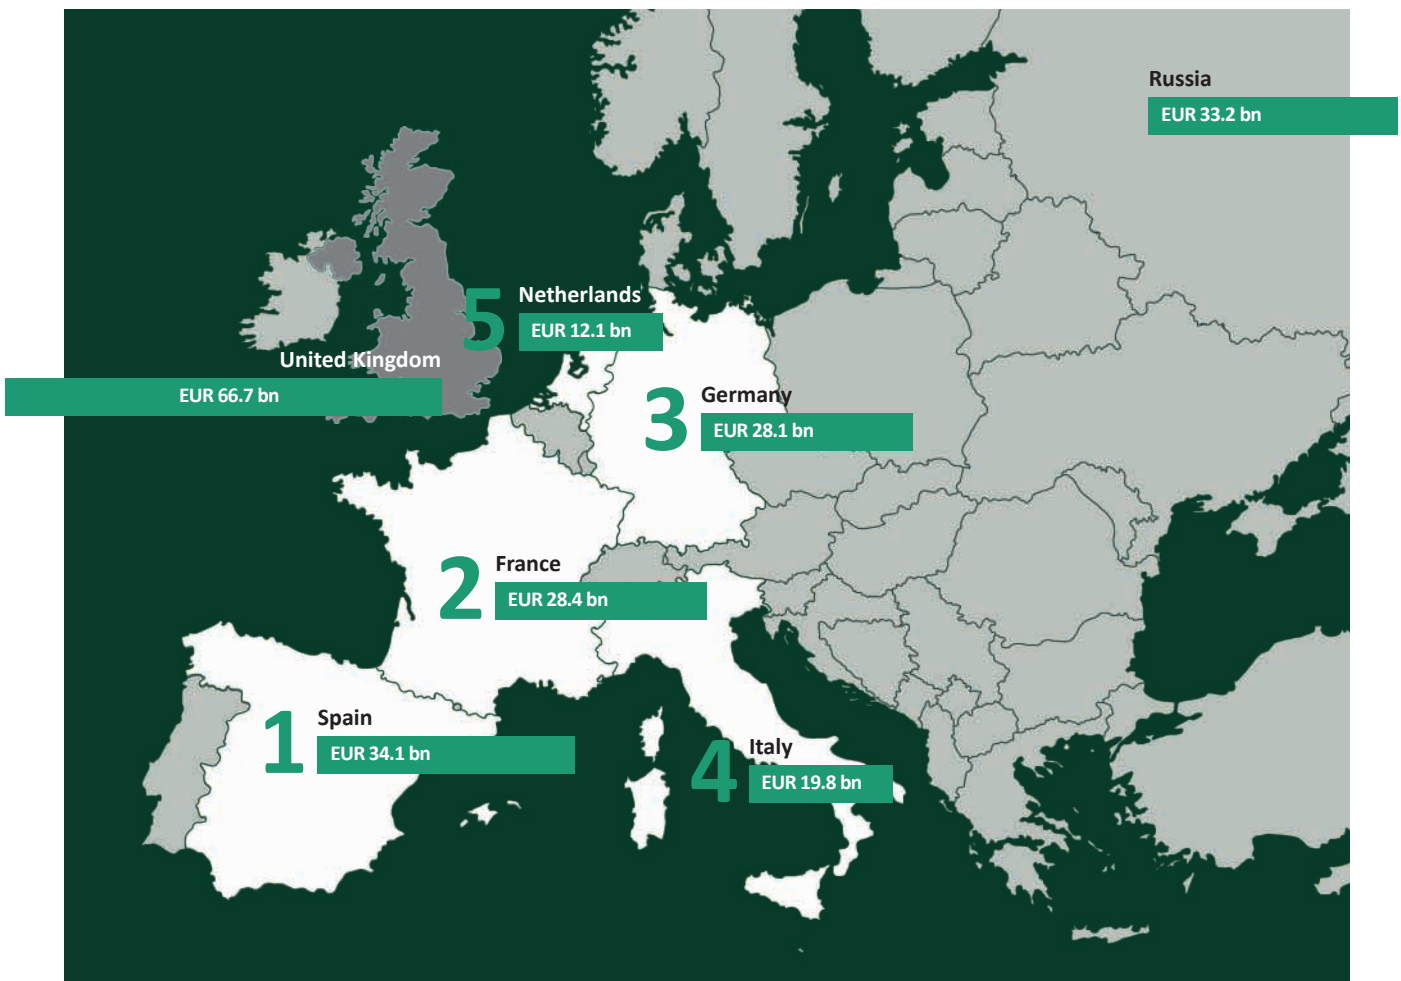 Russia
EUR 33.2 bn
5
Netherlands
EUR 12.1 bn
United Kingdom
EUR 66.7 bn
3
Germany
EUR 28.1 bn
2
France
EUR 28.4 bn
1
Spain
EUR 34.1 bn
4
Italy
EUR 19.8 bn